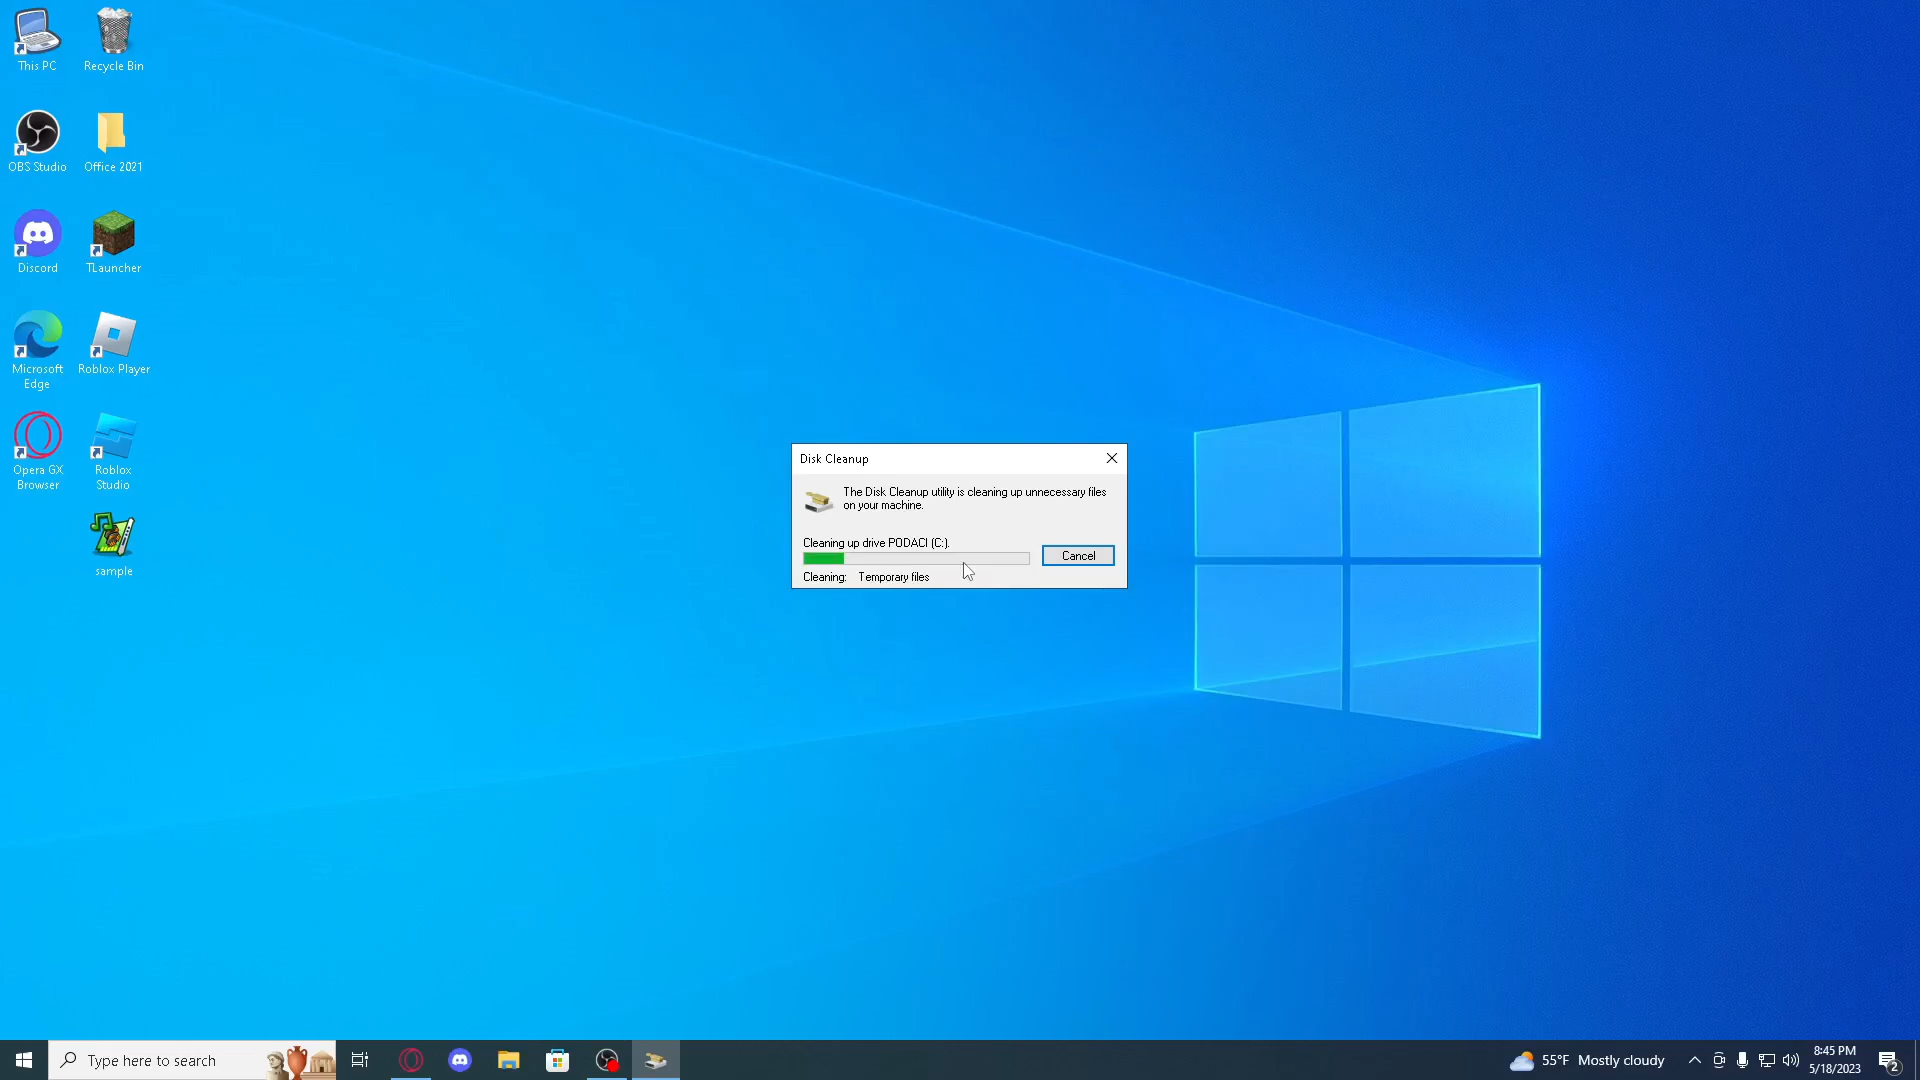 This PC
Recycle Bin
OBS Studio
Office 2021
Discord
TLauncher
Microsoft
Edge
Roblox Player
Opera GX
Browser
Roblox
Studio
sample
Disk Cleanup
The Disk Cleanup utility is cleaning up unnecessary files
on your machine.
Cleaning up drive PODACI (C:).
Cancel
Cleaning: Temporary files
Type here to search
55°F Mostly cloudy
8:45 PM
5/18/2023
2